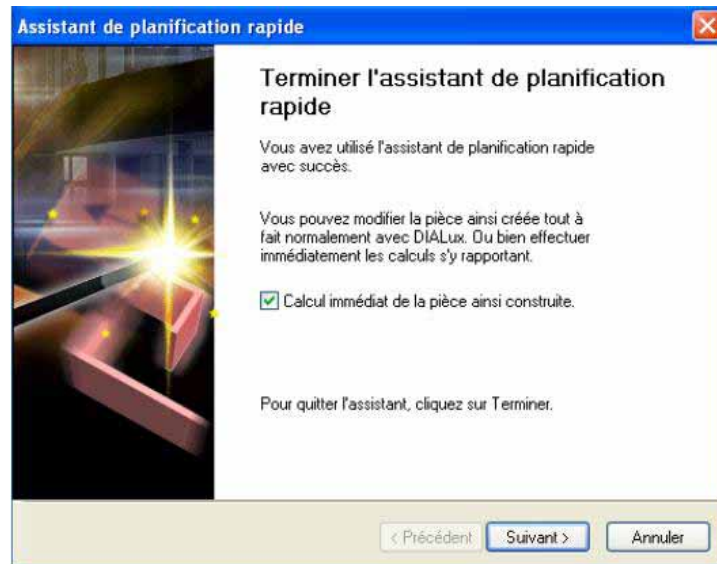 Assistant de planification rapide
Terminer l'assistant de planification
rapide
Vous avez utilisé l'assistant de planification rapide
avec succès.
Vous pouvez modifier la pièce ainsi créée tout à
fait normalement avec DIALux. Ou bien effectuer
immédiatement les calculs s'y rapportant.
Calcul immédiat de la pièce ainsi construite.
Pour quitter l'assistant, cliquez sur Terminer.
< Précédent Suivant > Annuler